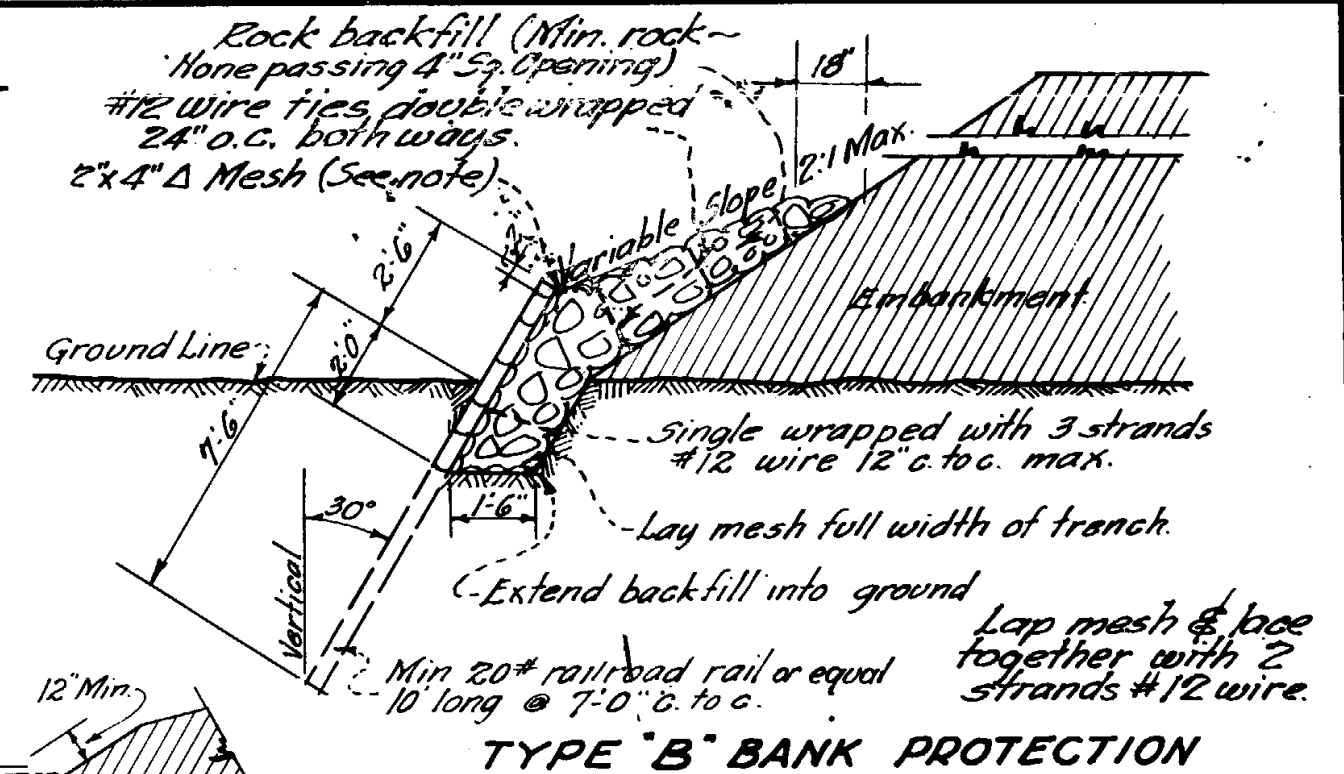 Rock backfill (Min. rock~
None passing 4" Sq. Opening)
#12 wire ties, double wrapped
24" o.c. both ways.
2"x4" Δ Mesh (See note)
18"
2:1 Max.
Variable Slope
2'-6"
2'-0"
7'-6"
Embankment
Ground Line
Single wrapped with 3 strands
#12 wire 12" c. to c. max.
1'-6"
30°
Vertical
Lay mesh full width of trench.
Extend backfill into ground
Min 20# railroad rail or equal
10' long @ 7'-0" c. to c.
Lap mesh & lace
together with 2
strands #12 wire.
12" Min.
TYPE "B" BANK PROTECTION